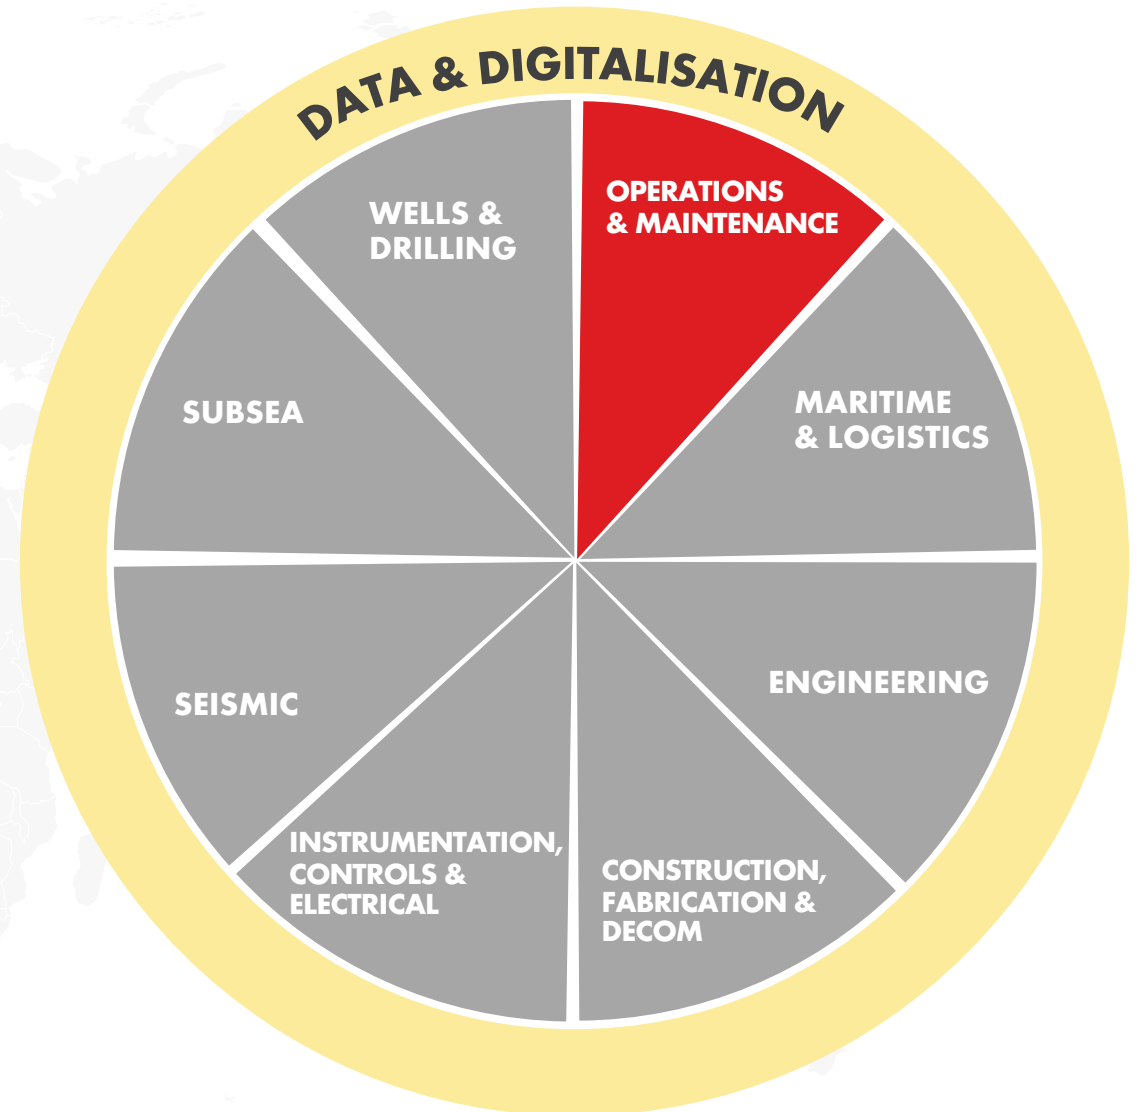 DATA & DIGITALISATION
WELLS &
DRILLING
OPERATIONS
& MAINTENANCE
SUBSEA
MARITIME
& LOGISTICS
SEISMIC
ENGINEERING
INSTRUMENTATION,
CONTROLS &
ELECTRICAL
CONSTRUCTION,
FABRICATION &
DECOM